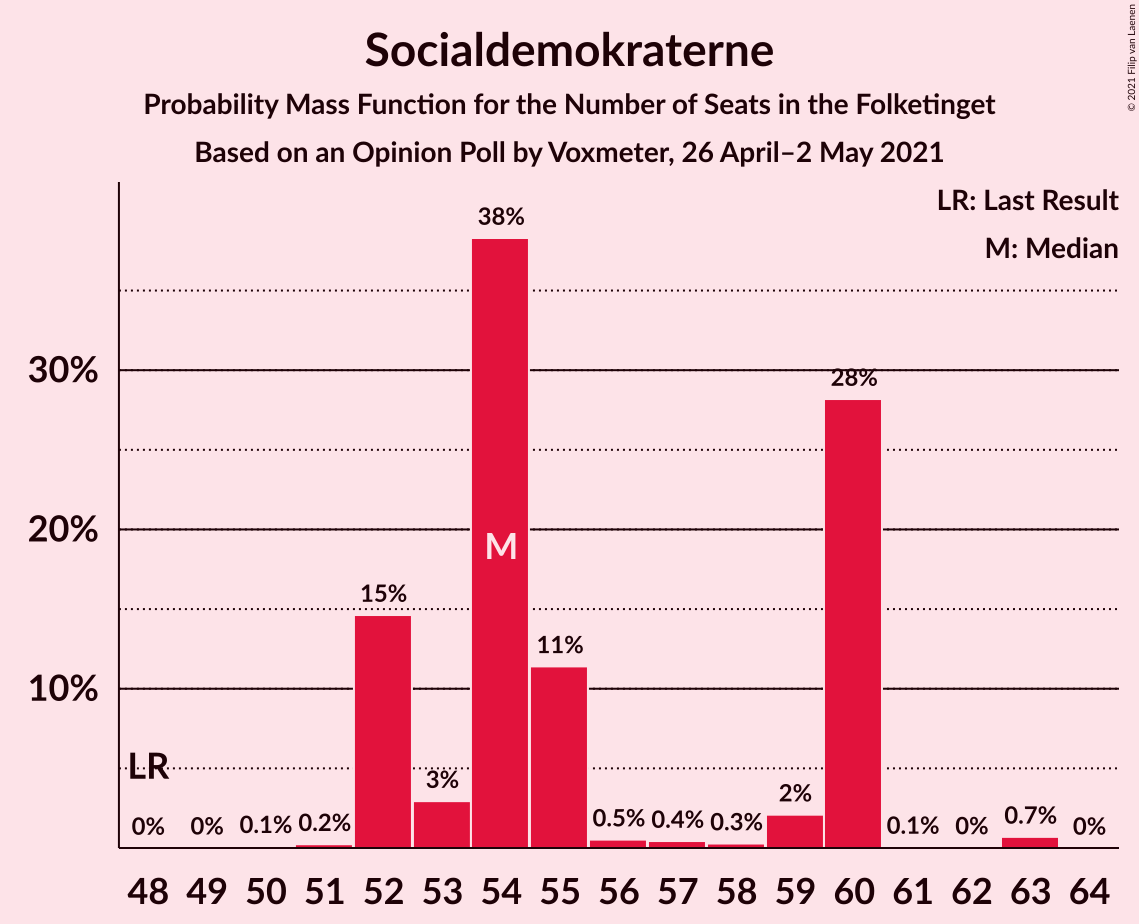 Socialdemokraterne
Probability Mass Function for the Number of Seats in the Folketinget
Based on an Opinion Poll by Voxmeter, 26 April–2 May 2021
© 2021 Filip van Laenen
LR: Last Result
M: Median
38%
30%
28%
20%
M
15%
11%
10%
LR
3%
2%
0% 0% 0.1% 0.2% 0.5% 0.4% 0.3% 0.1% 0% 0.7% 0%
48 49 50 51 52 53 54 55 56 57 58 59 60 61 62 63 64